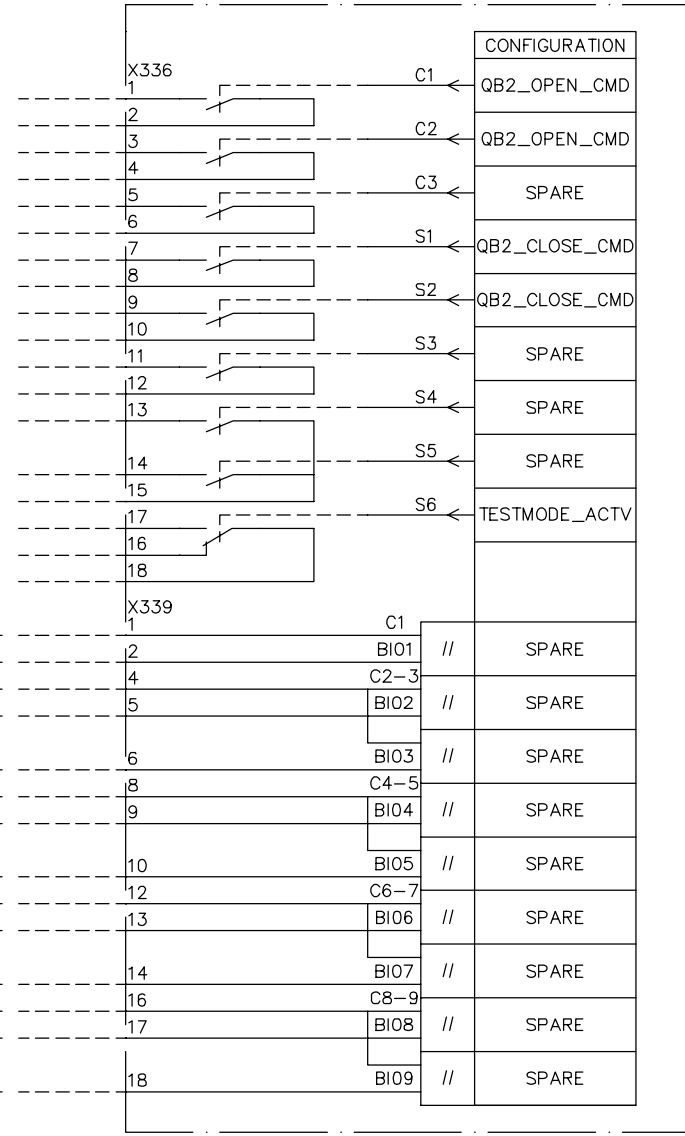 CONFIGURATION
X336
1 C1 QB2_OPEN_CMD
2
3 C2 QB2_OPEN_CMD
4
5 C3 SPARE
6
7 S1 QB2_CLOSE_CMD
8
9 S2 QB2_CLOSE_CMD
10
11 S3 SPARE
12
13 S4 SPARE
14 S5 SPARE
15
17 S6 TESTMODE_ACTV
16
18
X339
1 C1
2 BI01 // SPARE
4 C2-3
5 BI02 // SPARE
6 BI03 // SPARE
8 C4-5
9 BI04 // SPARE
10 BI05 // SPARE
12 C6-7
13 BI06 // SPARE
14 BI07 // SPARE
16 C8-9
17 BI08 // SPARE
18 BI09 // SPARE